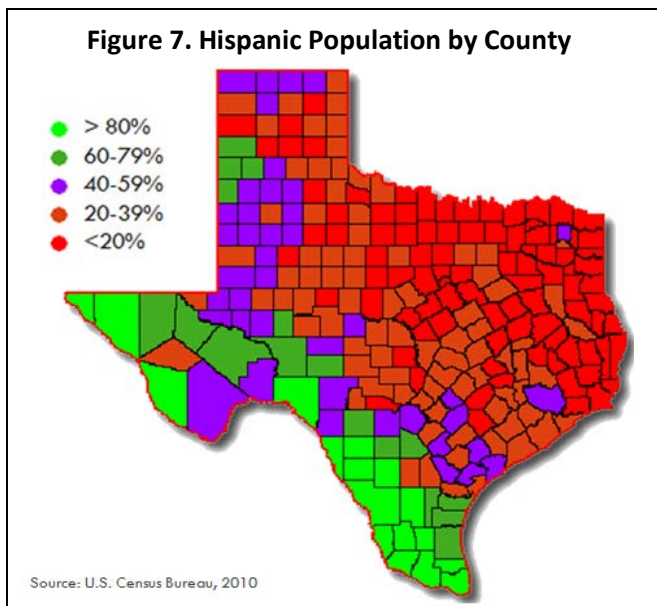 Figure 7. Hispanic Population by County
> 80%
60-79%
40-59%
20-39%
<20%
Source: U.S. Census Bureau, 2010